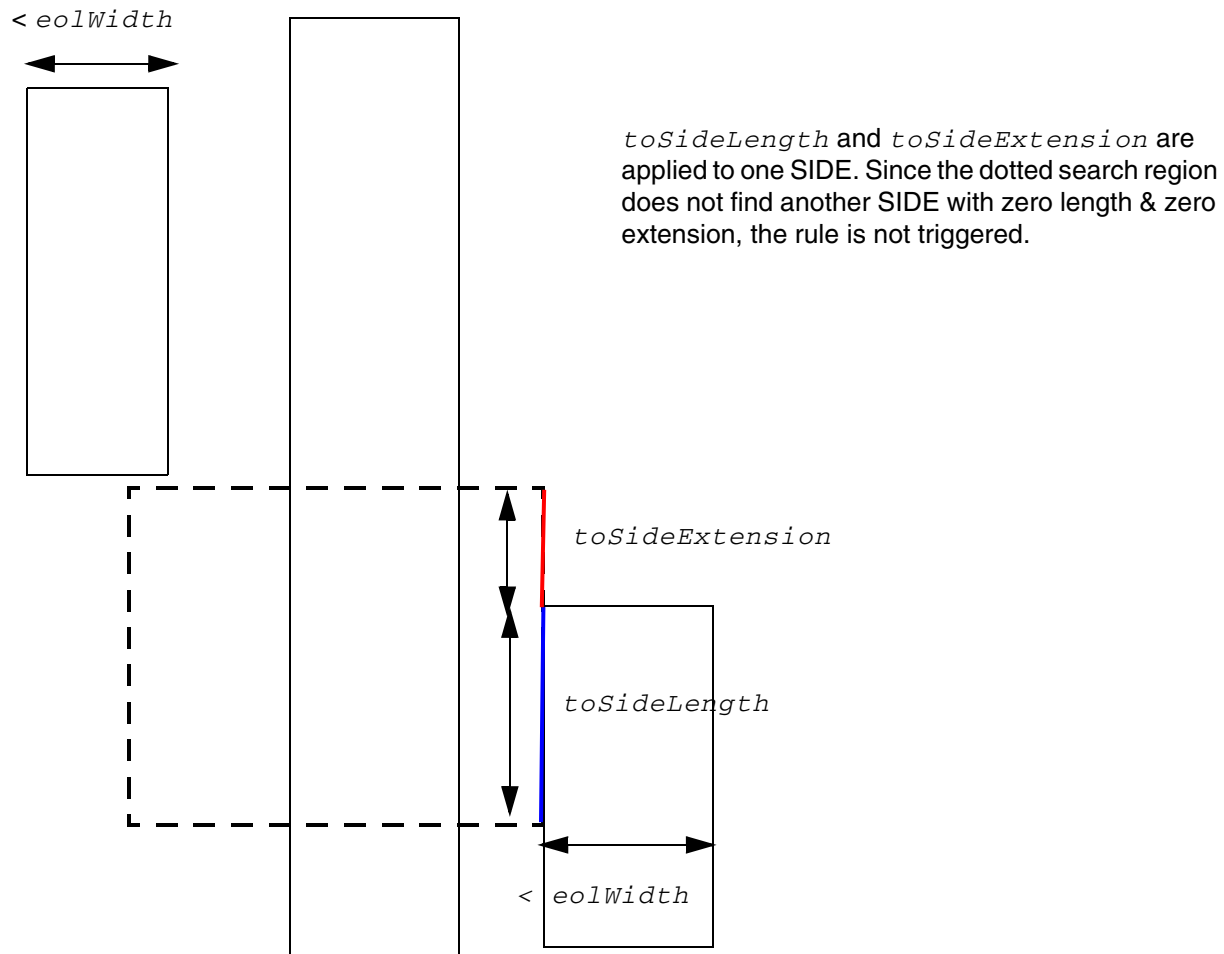 < eolWidth
toSideLength and toSideExtension are
applied to one SIDE. Since the dotted search region
does not find another SIDE with zero length & zero
extension, the rule is not triggered.
toSideExtension
toSideLength
< eolWidth